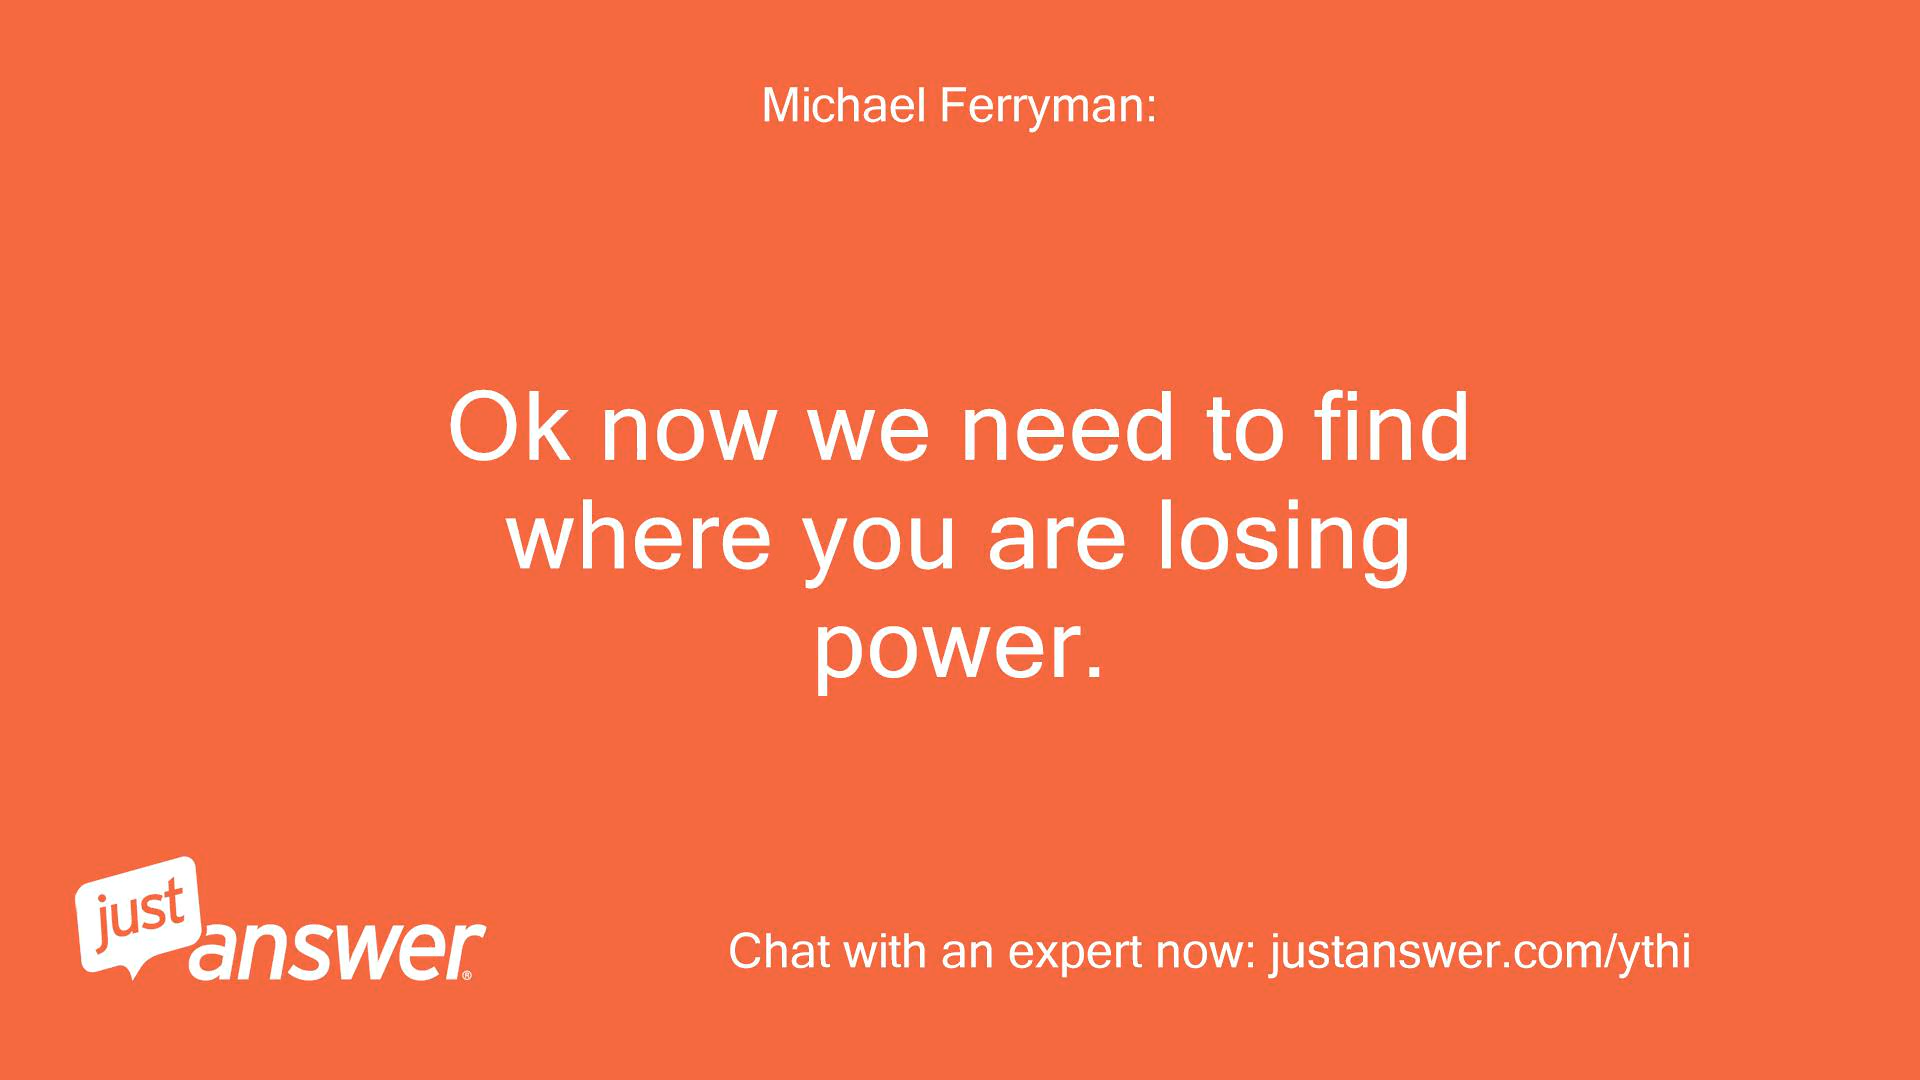 Michael Ferryman:
Ok now we need to find
where you are losing
power.
just
answer®
Chat with an expert now: justanswer.com/ythi